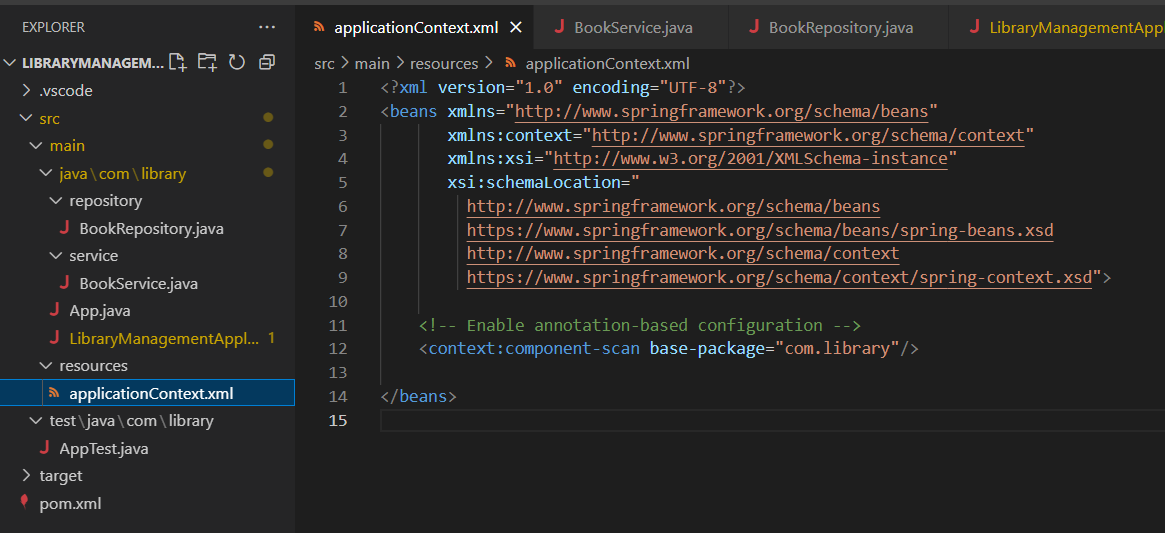 EXPLORER
LIBRARYMANAGEM...
.vscode
src
main
java\com\library
repository
BookRepository.java
service
BookService.java
App.java
LibraryManagementAppl... 1
resources
applicationContext.xml
test\java\com\library
AppTest.java
target
pom.xml
applicationContext.xml BookService.java BookRepository.java LibraryManagementAppl
src > main > resources > applicationContext.xml
1 <?xml version="1.0" encoding="UTF-8"?>
2 <beans xmlns="http://www.springframework.org/schema/beans"
3 xmlns:context="http://www.springframework.org/schema/context"
4 xmlns:xsi="http://www.w3.org/2001/XMLSchema-instance"
5 xsi:schemaLocation="
6 http://www.springframework.org/schema/beans
7 https://www.springframework.org/schema/beans/spring-beans.xsd
8 http://www.springframework.org/schema/context
9 https://www.springframework.org/schema/context/spring-context.xsd">
10
11 <!-- Enable annotation-based configuration -->
12 <context:component-scan base-package="com.library"/>
13
14 </beans>
15